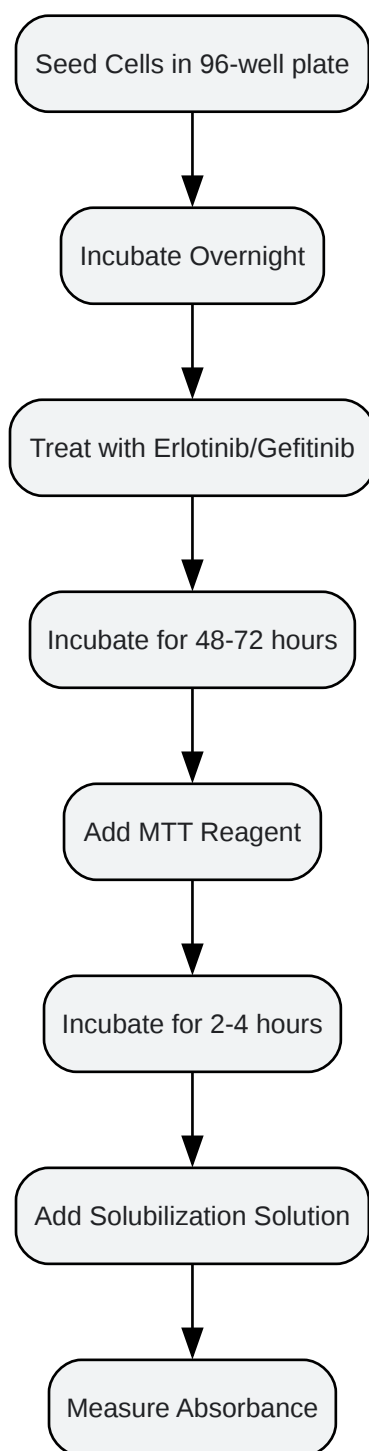 Seed Cells in 96-well plate
Incubate Overnight
Treat with Erlotinib/Gefitinib
Incubate for 48-72 hours
Add MTT Reagent
Incubate for 2-4 hours
Add Solubilization Solution
Measure Absorbance